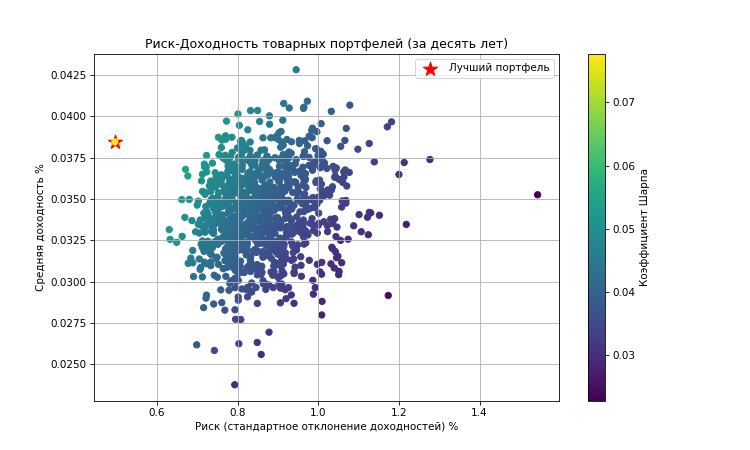 Риск-Доходность товарных портфелей (за десять лет)
Лучший портфель
0.0425
0.0400
0.0375
0.0350
0.0325
0.0300
0.0275
0.0250
Средняя доходность %
0.6 0.8 1.0 1.2 1.4
Риск (стандартное отклонение доходностей) %
0.07
0.06
0.05
0.04
0.03
Коэффициент Шарпа